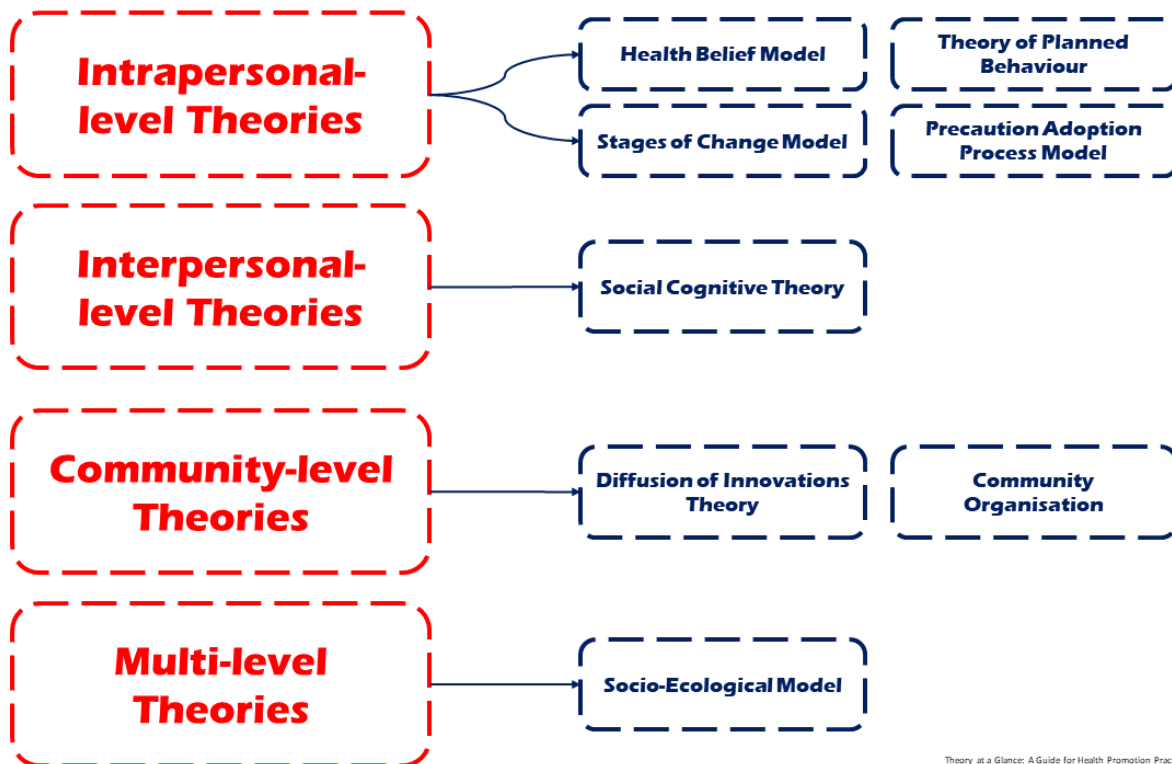 Intrapersonal-
level Theories
Health Belief Model
Theory of Planned
Behaviour
Stages of Change Model
Precaution Adoption
Process Model
Interpersonal-
level Theories
Social Cognitive Theory
Community-level
Theories
Diffusion of Innovations
Theory
Community
Organisation
Multi-level
Theories
Socio-Ecological Model
Theory at a Glance: A Guide for Health Promotion Prac